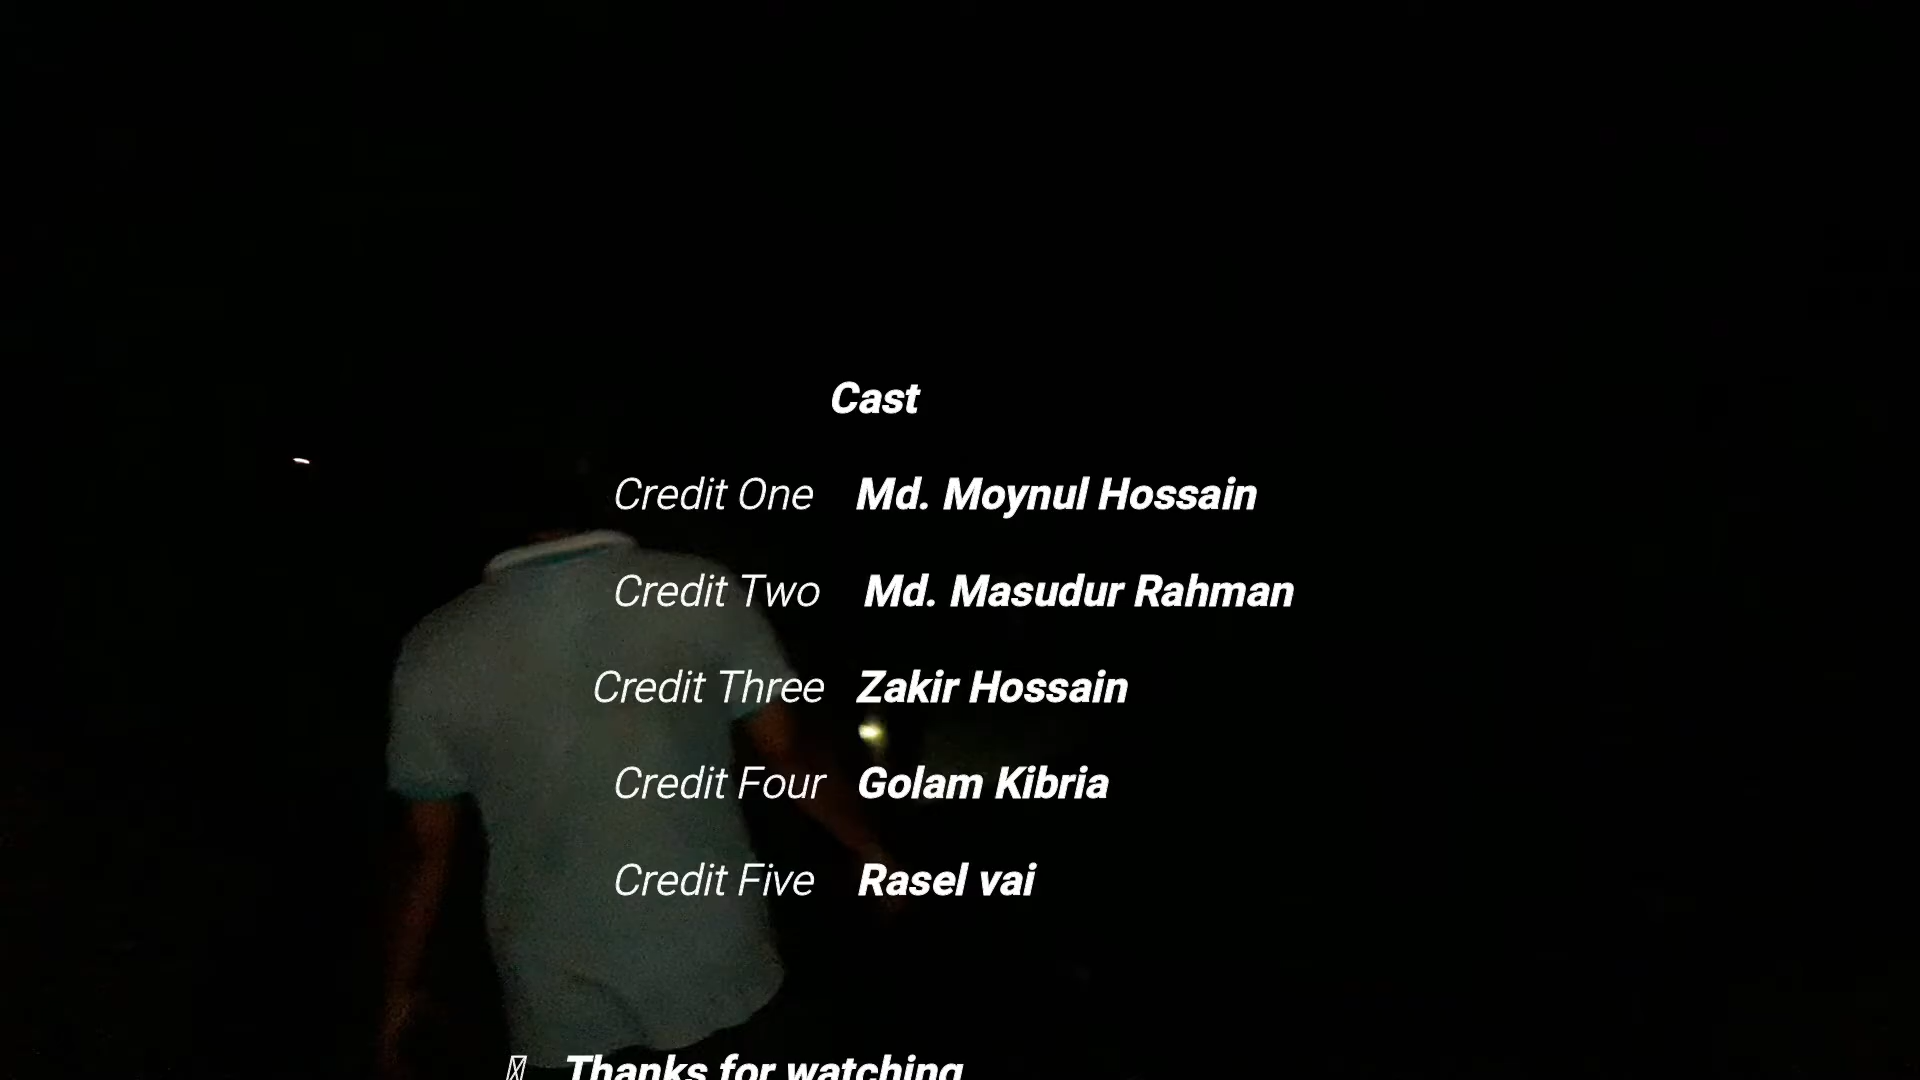 Cast
Credit One Md. Moynul Hossain
Credit Two Md. Masudur Rahman
Credit Three Zakir Hossain
Credit Four Golam Kibria
Credit Five Rasel vai
Thanks for watching